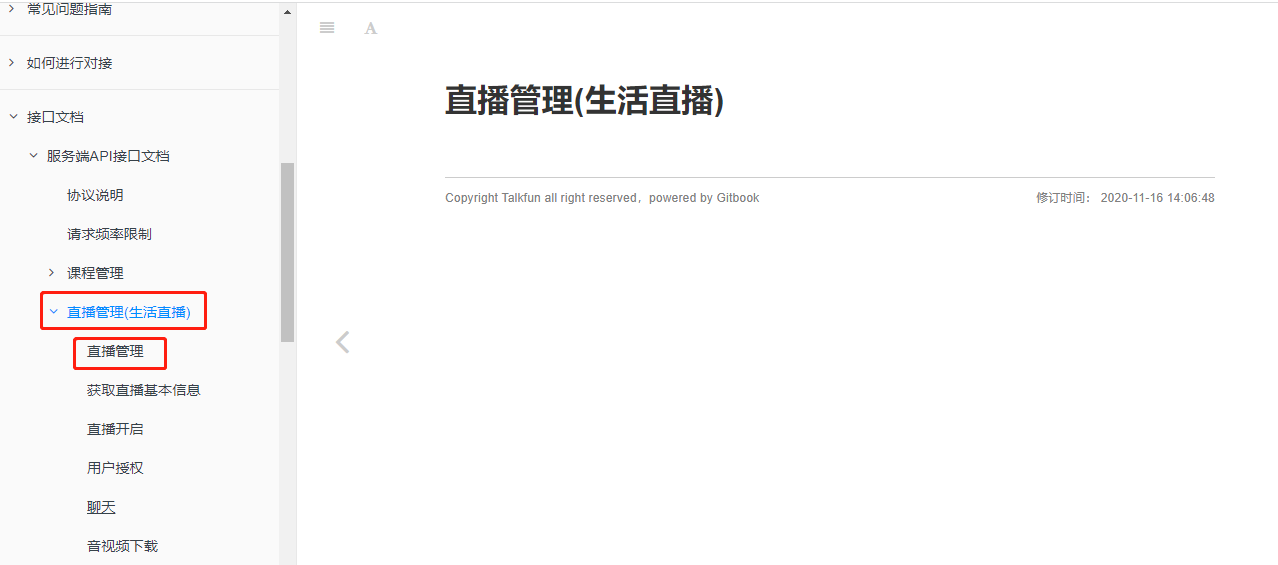 常见问题指南
如何进行对接
接口文档
服务端API接口文档
协议说明
请求频率限制
课程管理
直播管理(生活直播)
直播管理
获取直播基本信息
直播开启
用户授权
聊天
音视频下载
A
直播管理(生活直播)
Copyright Talkfun all right reserved，powered by Gitbook
修订时间： 2020-11-16 14:06:48